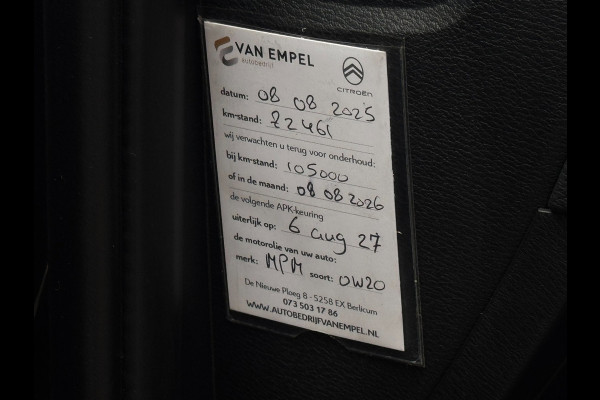 VAN EMPEL
autobedrijf
CITROËN
datum: 08 08 2025
km-stand: 72461
wij verwachten u terug voor onderhoud:
bij km-stand: 105000
of in de maand: 08 08 2026
de volgende APK-keuring
uiterlijk op: 6 aug 27
de motorolie van uw auto:
merk: MPM soort: 0W20
De Nieuwe Ploeg 8 - 5258 EX Berlicum
073 503 17 86
WWW.AUTOBEDRIJFVANEMPEL.NL